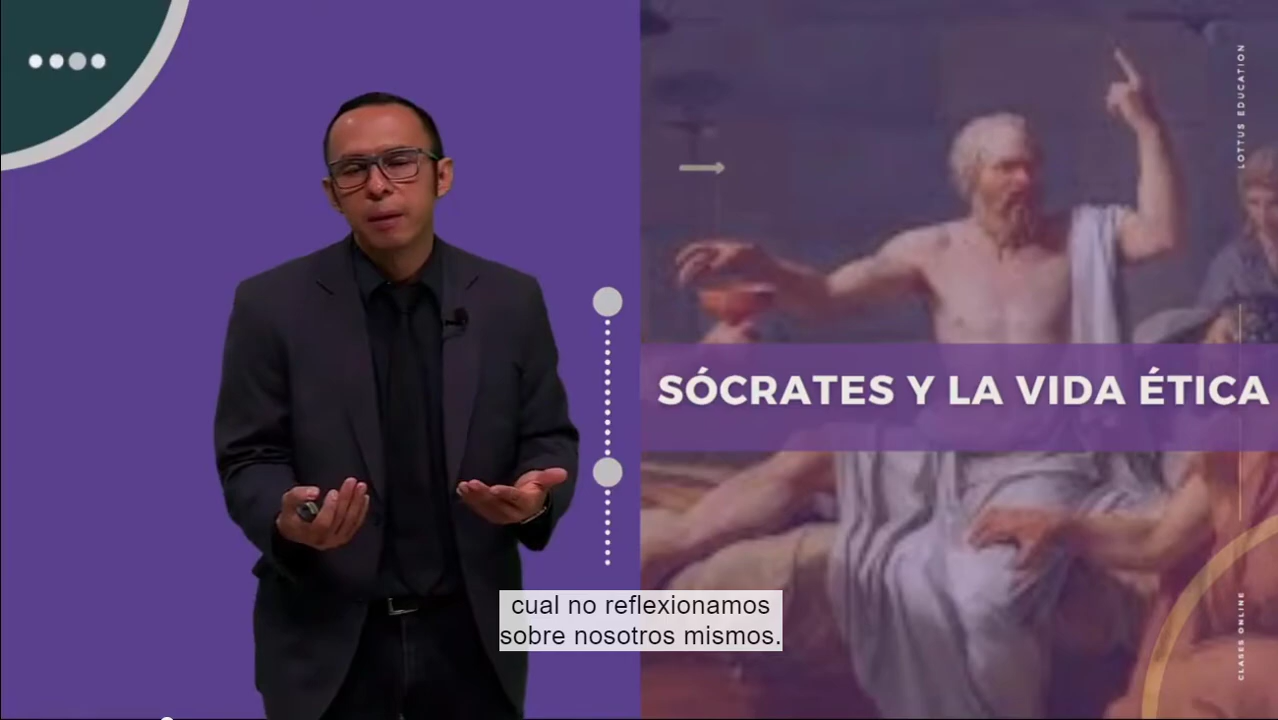 LOTTUS EDUCATION
SÓCRATES Y LA VIDA ÉTICA
cual no reflexionamos
sobre nosotros mismos.
CLASES ONLINE